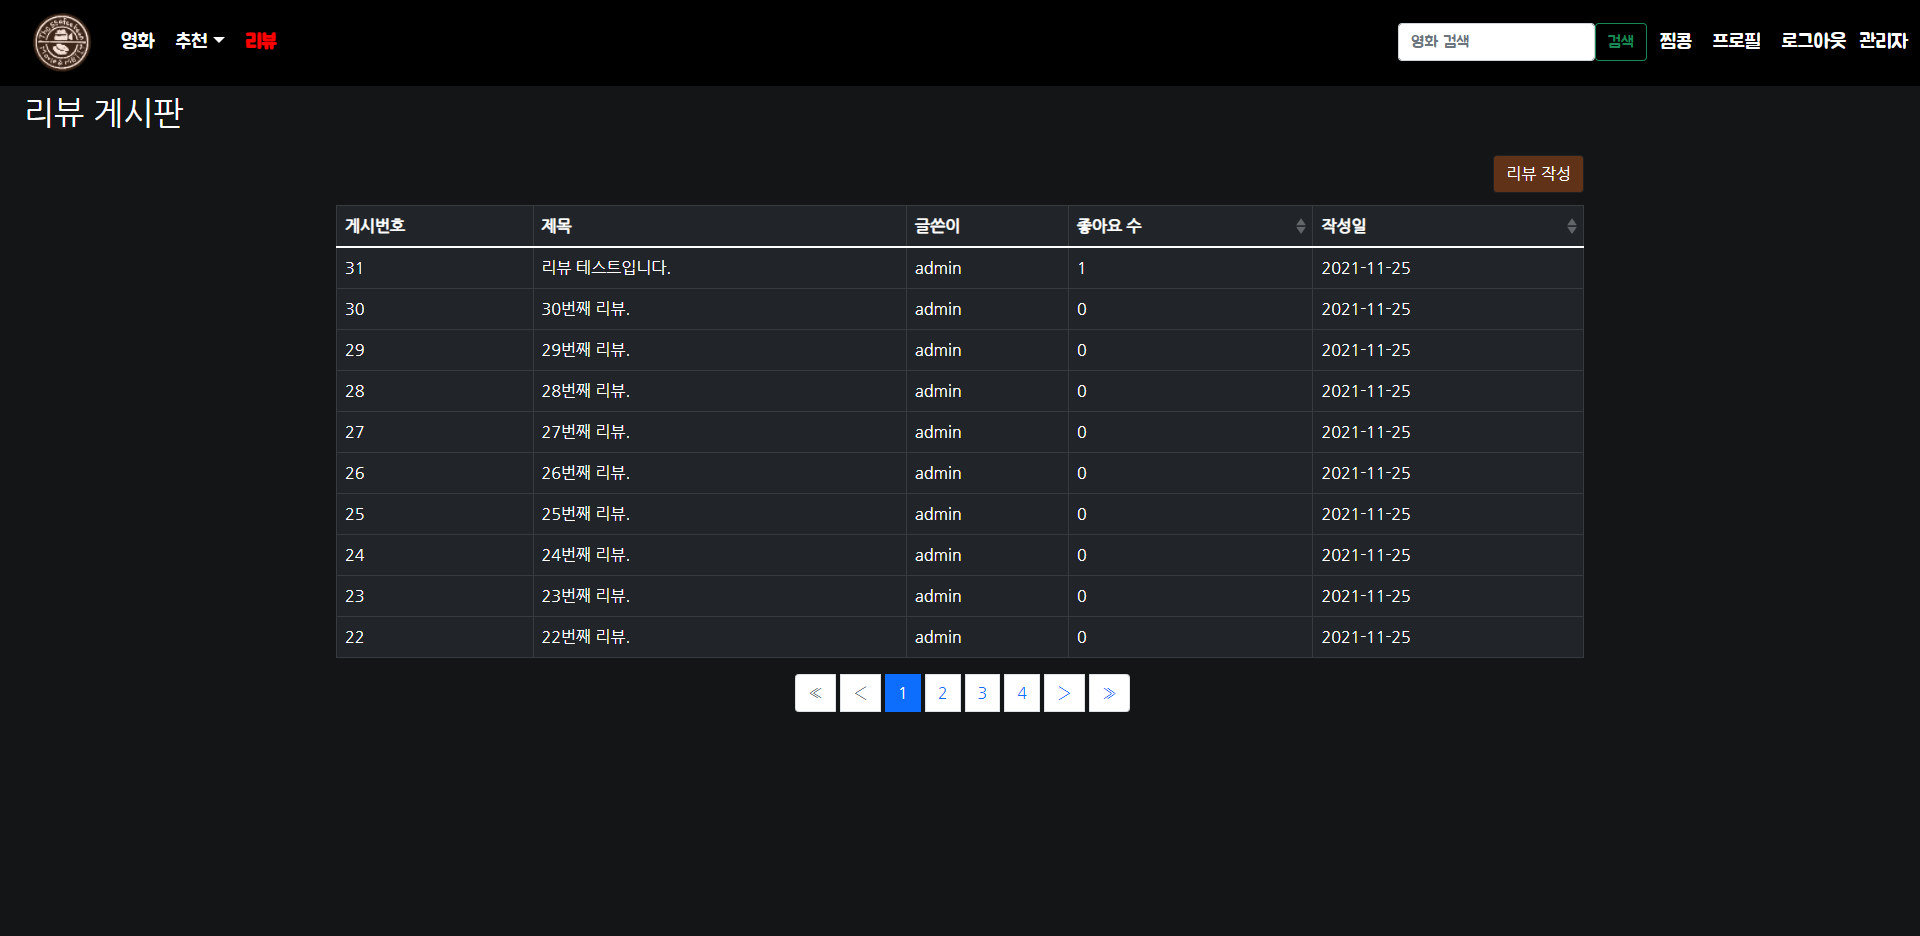 영화 추천 리뷰 영화 검색 검색 찜콩 프로필 로그아웃 관리자
리뷰 게시판
리뷰 작성
게시번호 제목 글쓴이 좋아요 수 작성일
31 리뷰 테스트입니다. admin 1 2021-11-25
30 30번째 리뷰. admin 0 2021-11-25
29 29번째 리뷰. admin 0 2021-11-25
28 28번째 리뷰. admin 0 2021-11-25
27 27번째 리뷰. admin 0 2021-11-25
26 26번째 리뷰. admin 0 2021-11-25
25 25번째 리뷰. admin 0 2021-11-25
24 24번째 리뷰. admin 0 2021-11-25
23 23번째 리뷰. admin 0 2021-11-25
22 22번째 리뷰. admin 0 2021-11-25
≪ < 1 2 3 4 > ≫